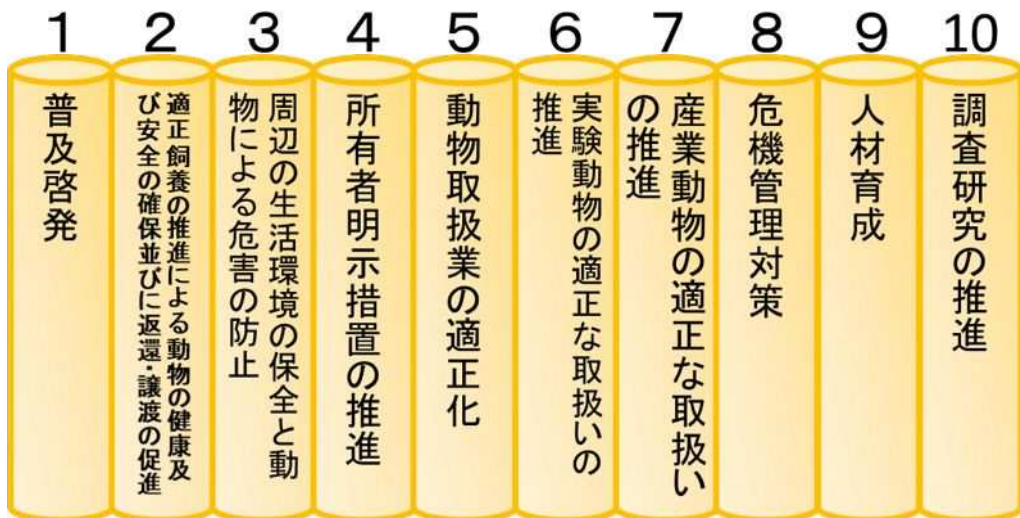 1 2 3 4 5 6 7 8 9 10
普及啓発
適正飼養の推進による動物の健康及
び安全の確保並びに返還・譲渡の促進
周辺の生活環境の保全と動
物による危害の防止
所有者明示措置の推進
動物取扱業の適正化
実験動物の適正な取扱いの
推進
産業動物の適正な取扱い
の推進
危機管理対策
人材育成
調査研究の推進